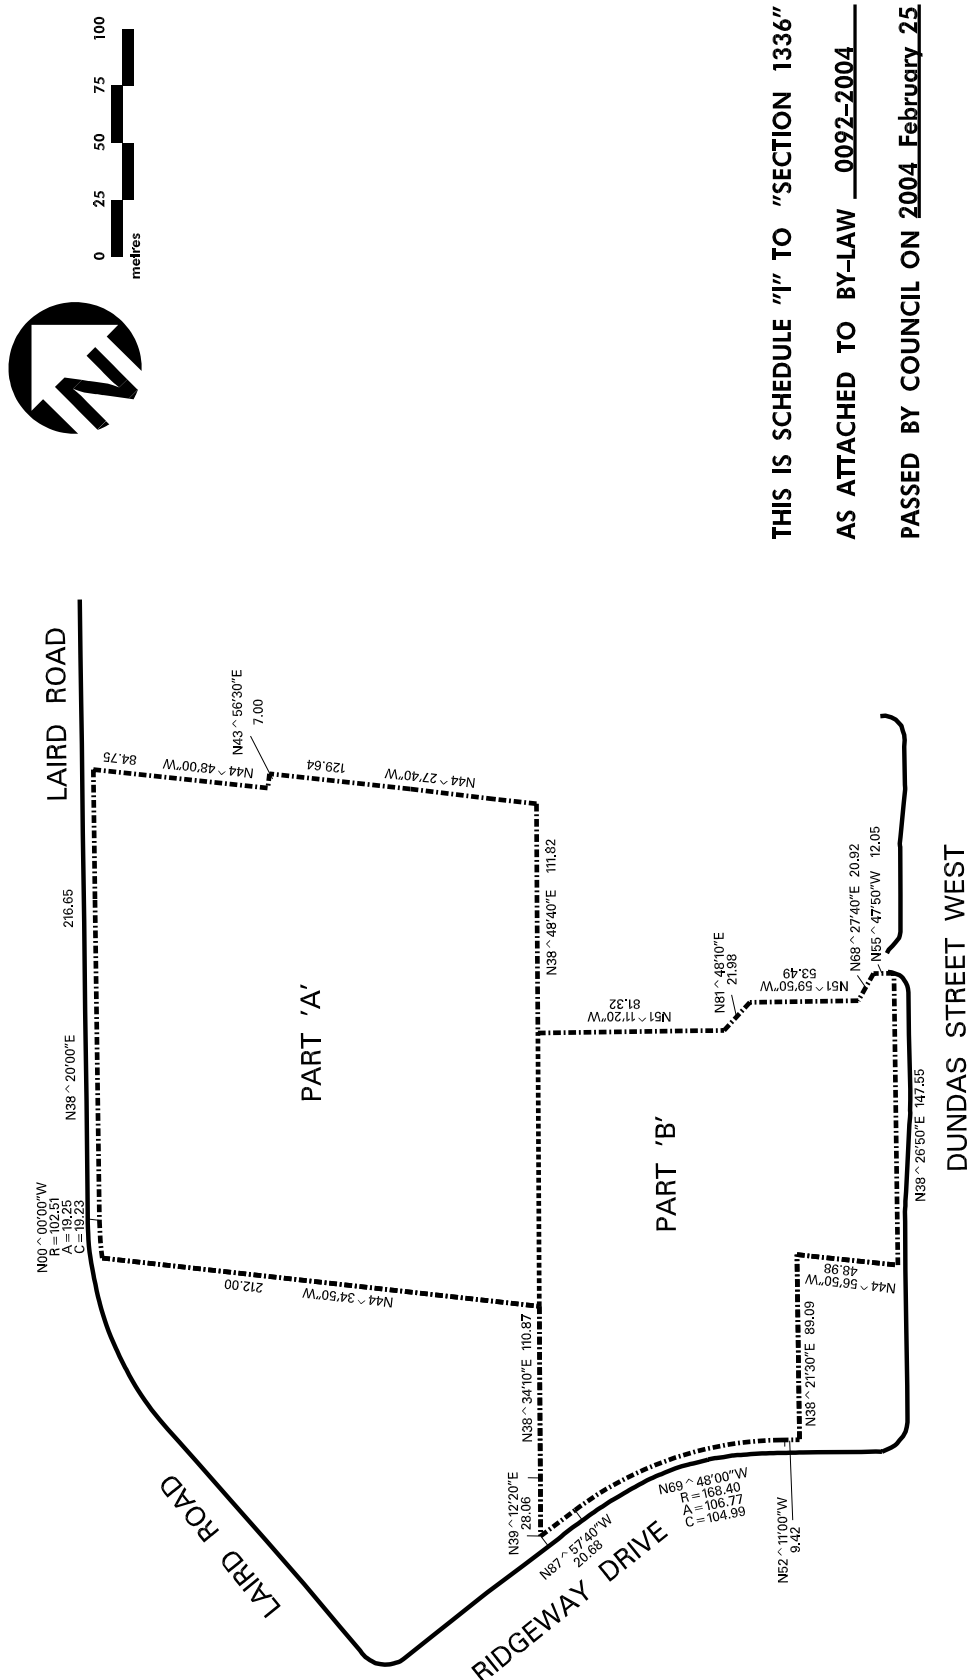 0 25 50 75 100
metres
N
LAIRD ROAD
84.75
N44^48'00"W
N43^56'30"E
7.00
129.64
N44^27'40"W
216.65
N38^20'00"E
N00^00'00"W
R=102.51
A=19.25
C=19.23
PART 'A'
N38^48'40"E 111.82
212.00
N44^34'50"W
N38^34'10"E 110.87
N39^12'20"E
28.06
LAIRD ROAD
RIDGEWAY DRIVE
N87^57'40"W
20.68
N69^48'00"W
R=168.40
A=106.77
C=104.99
N52^11'00"W
9.42
N38^21'30"E 89.09
48.98
N44^56'50"W
PART 'B'
81.32
N51^11'20"W
N81^48'10"E
21.98
53.49
N51^59'50"W
N68^27'40"E 20.92
N55^47'50"W 12.05
N38^26'50"E 147.55
DUNDAS STREET WEST
THIS IS SCHEDULE "I" TO "SECTION 1336"
AS ATTACHED TO BY-LAW 0092-2004
PASSED BY COUNCIL ON 2004 February 25